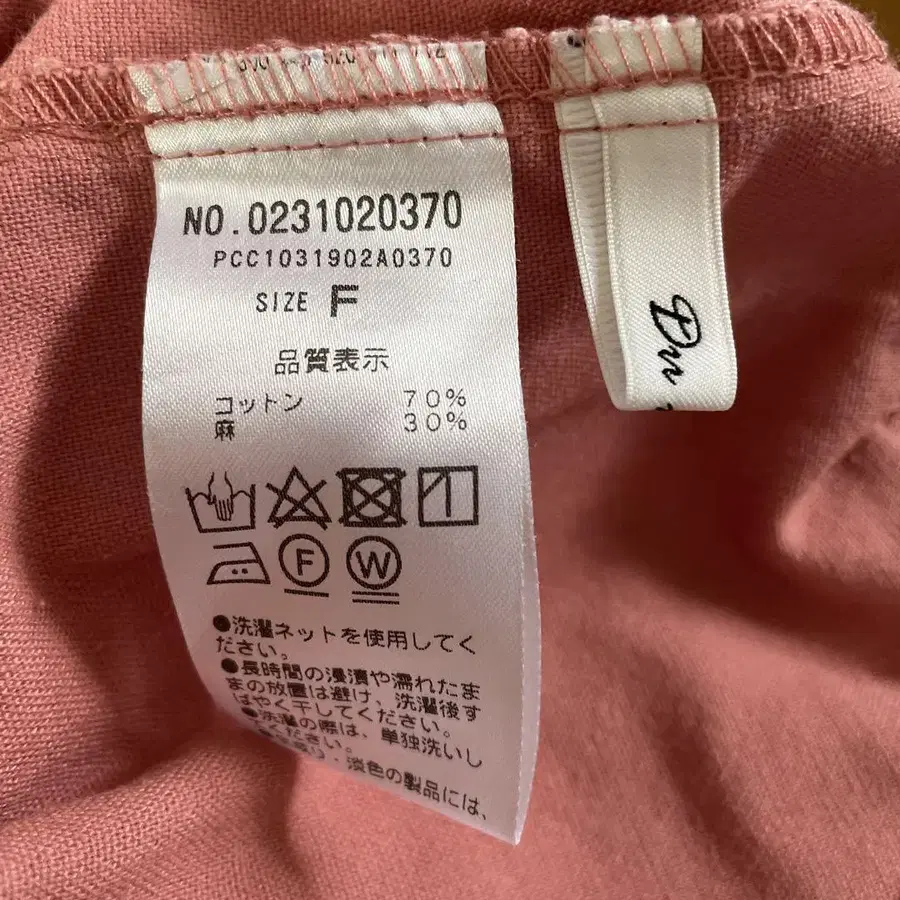 NO.0231020370
PCC1031902A0370
SIZE F
品質表示
コットン 70%
麻 30%
F W
●洗濯ネットを使用してく
ださい。
●長時間の浸漬や濡れたま
まの放置は避け、洗濯後す
ばやく干してください。
●洗濯の際は、単独洗いし
ください。
・淡色の製品には、